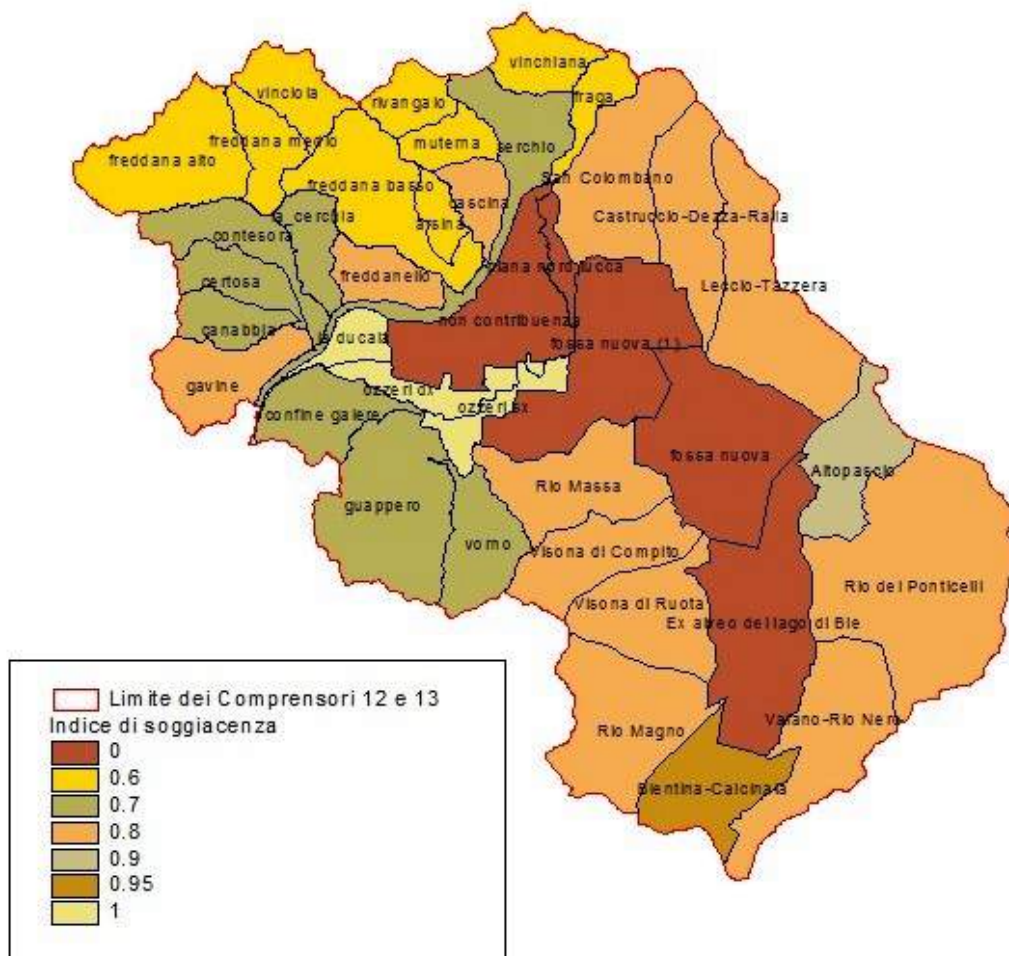 vinchiana
vinciola
rivangaio
fraga
freddana medio
muterna
serchio
freddana alto
freddana basso
San Colombano
cascina
la cerchia
arsina
Castruccio-Dezza-Ralla
contesora
piana nord lucca
freddanello
certosa
Leccio-Tazzera
non contribuenza
canabbia
la ducaia
fossa nuova (1)
gavine
ozzeri dx
ozzeri sx
confine galere
fossa nuova
Altopascio
Rio Massa
guappero
vorno
Visona di Compito
Rio dei Ponticelli
Visona di Ruota
Ex alveo del lago di Bie
Rio Magno
Valano-Rio Nero
Bientina-Calcinaia
Limite dei Comprensori 12 e 13
Indice di soggiacenza
0
0.6
0.7
0.8
0.9
0.95
1